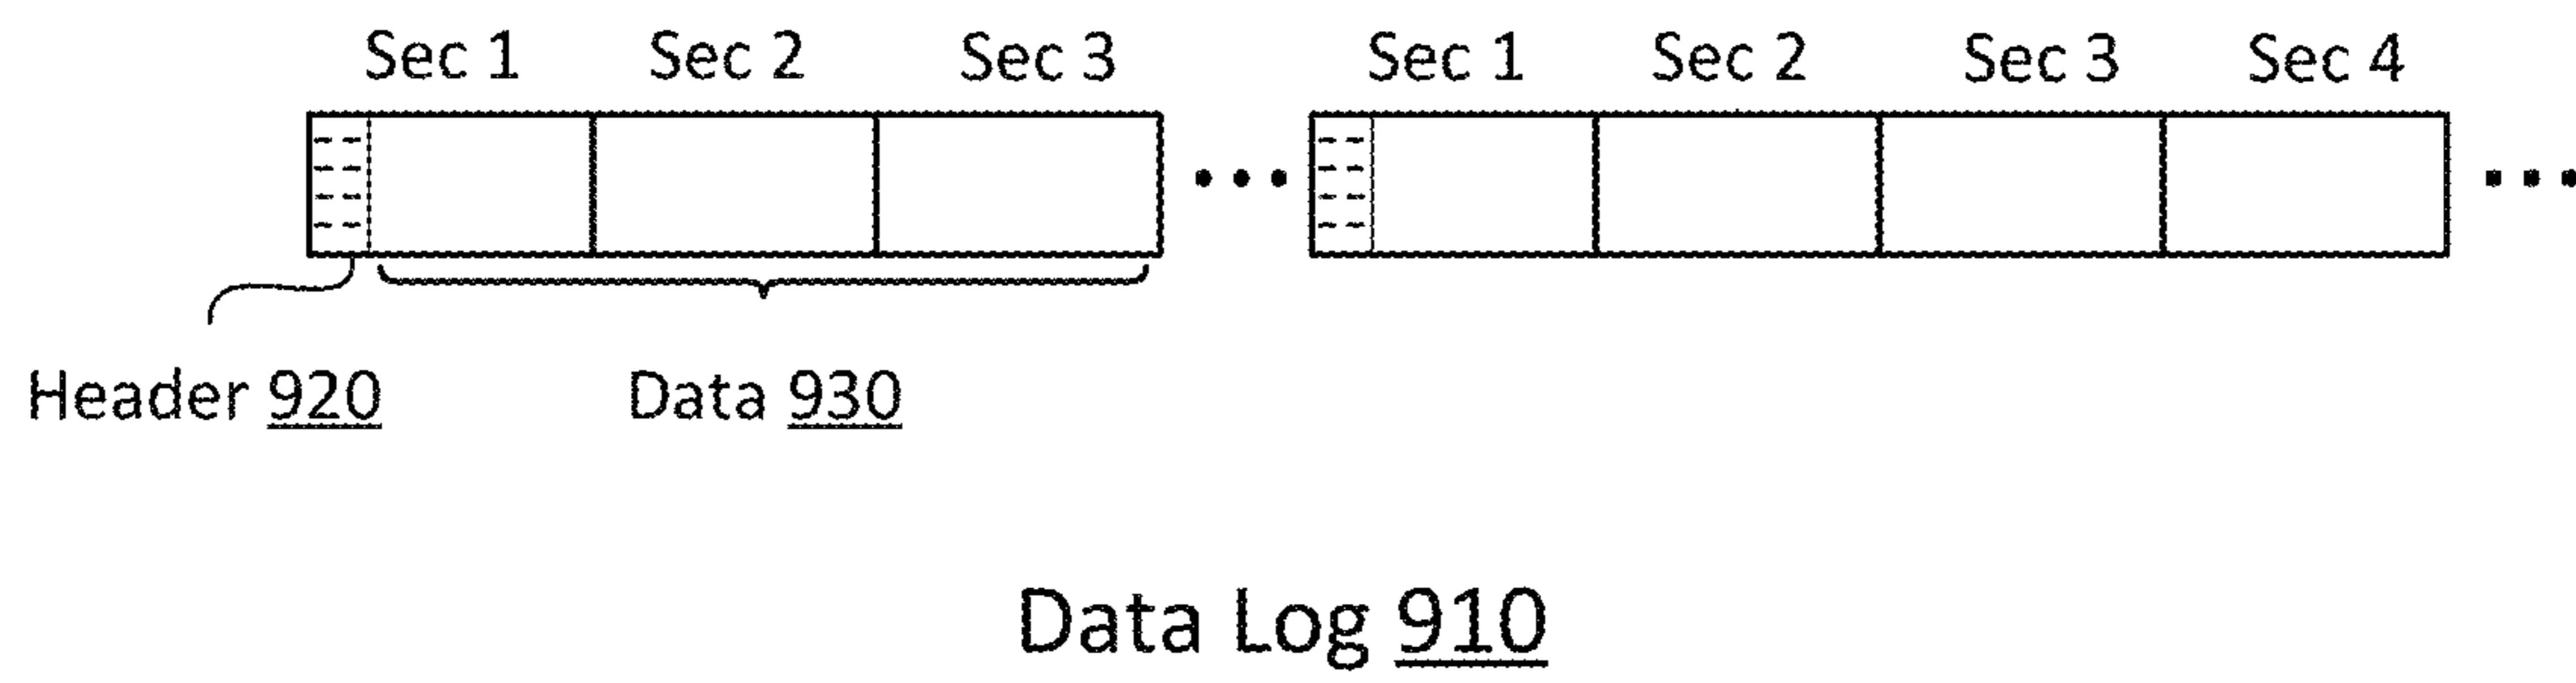 Sec 1 Sec 2 Sec 3 Sec 1 Sec 2 Sec 3 Sec 4
Header 920 Data 930
Data Log 910